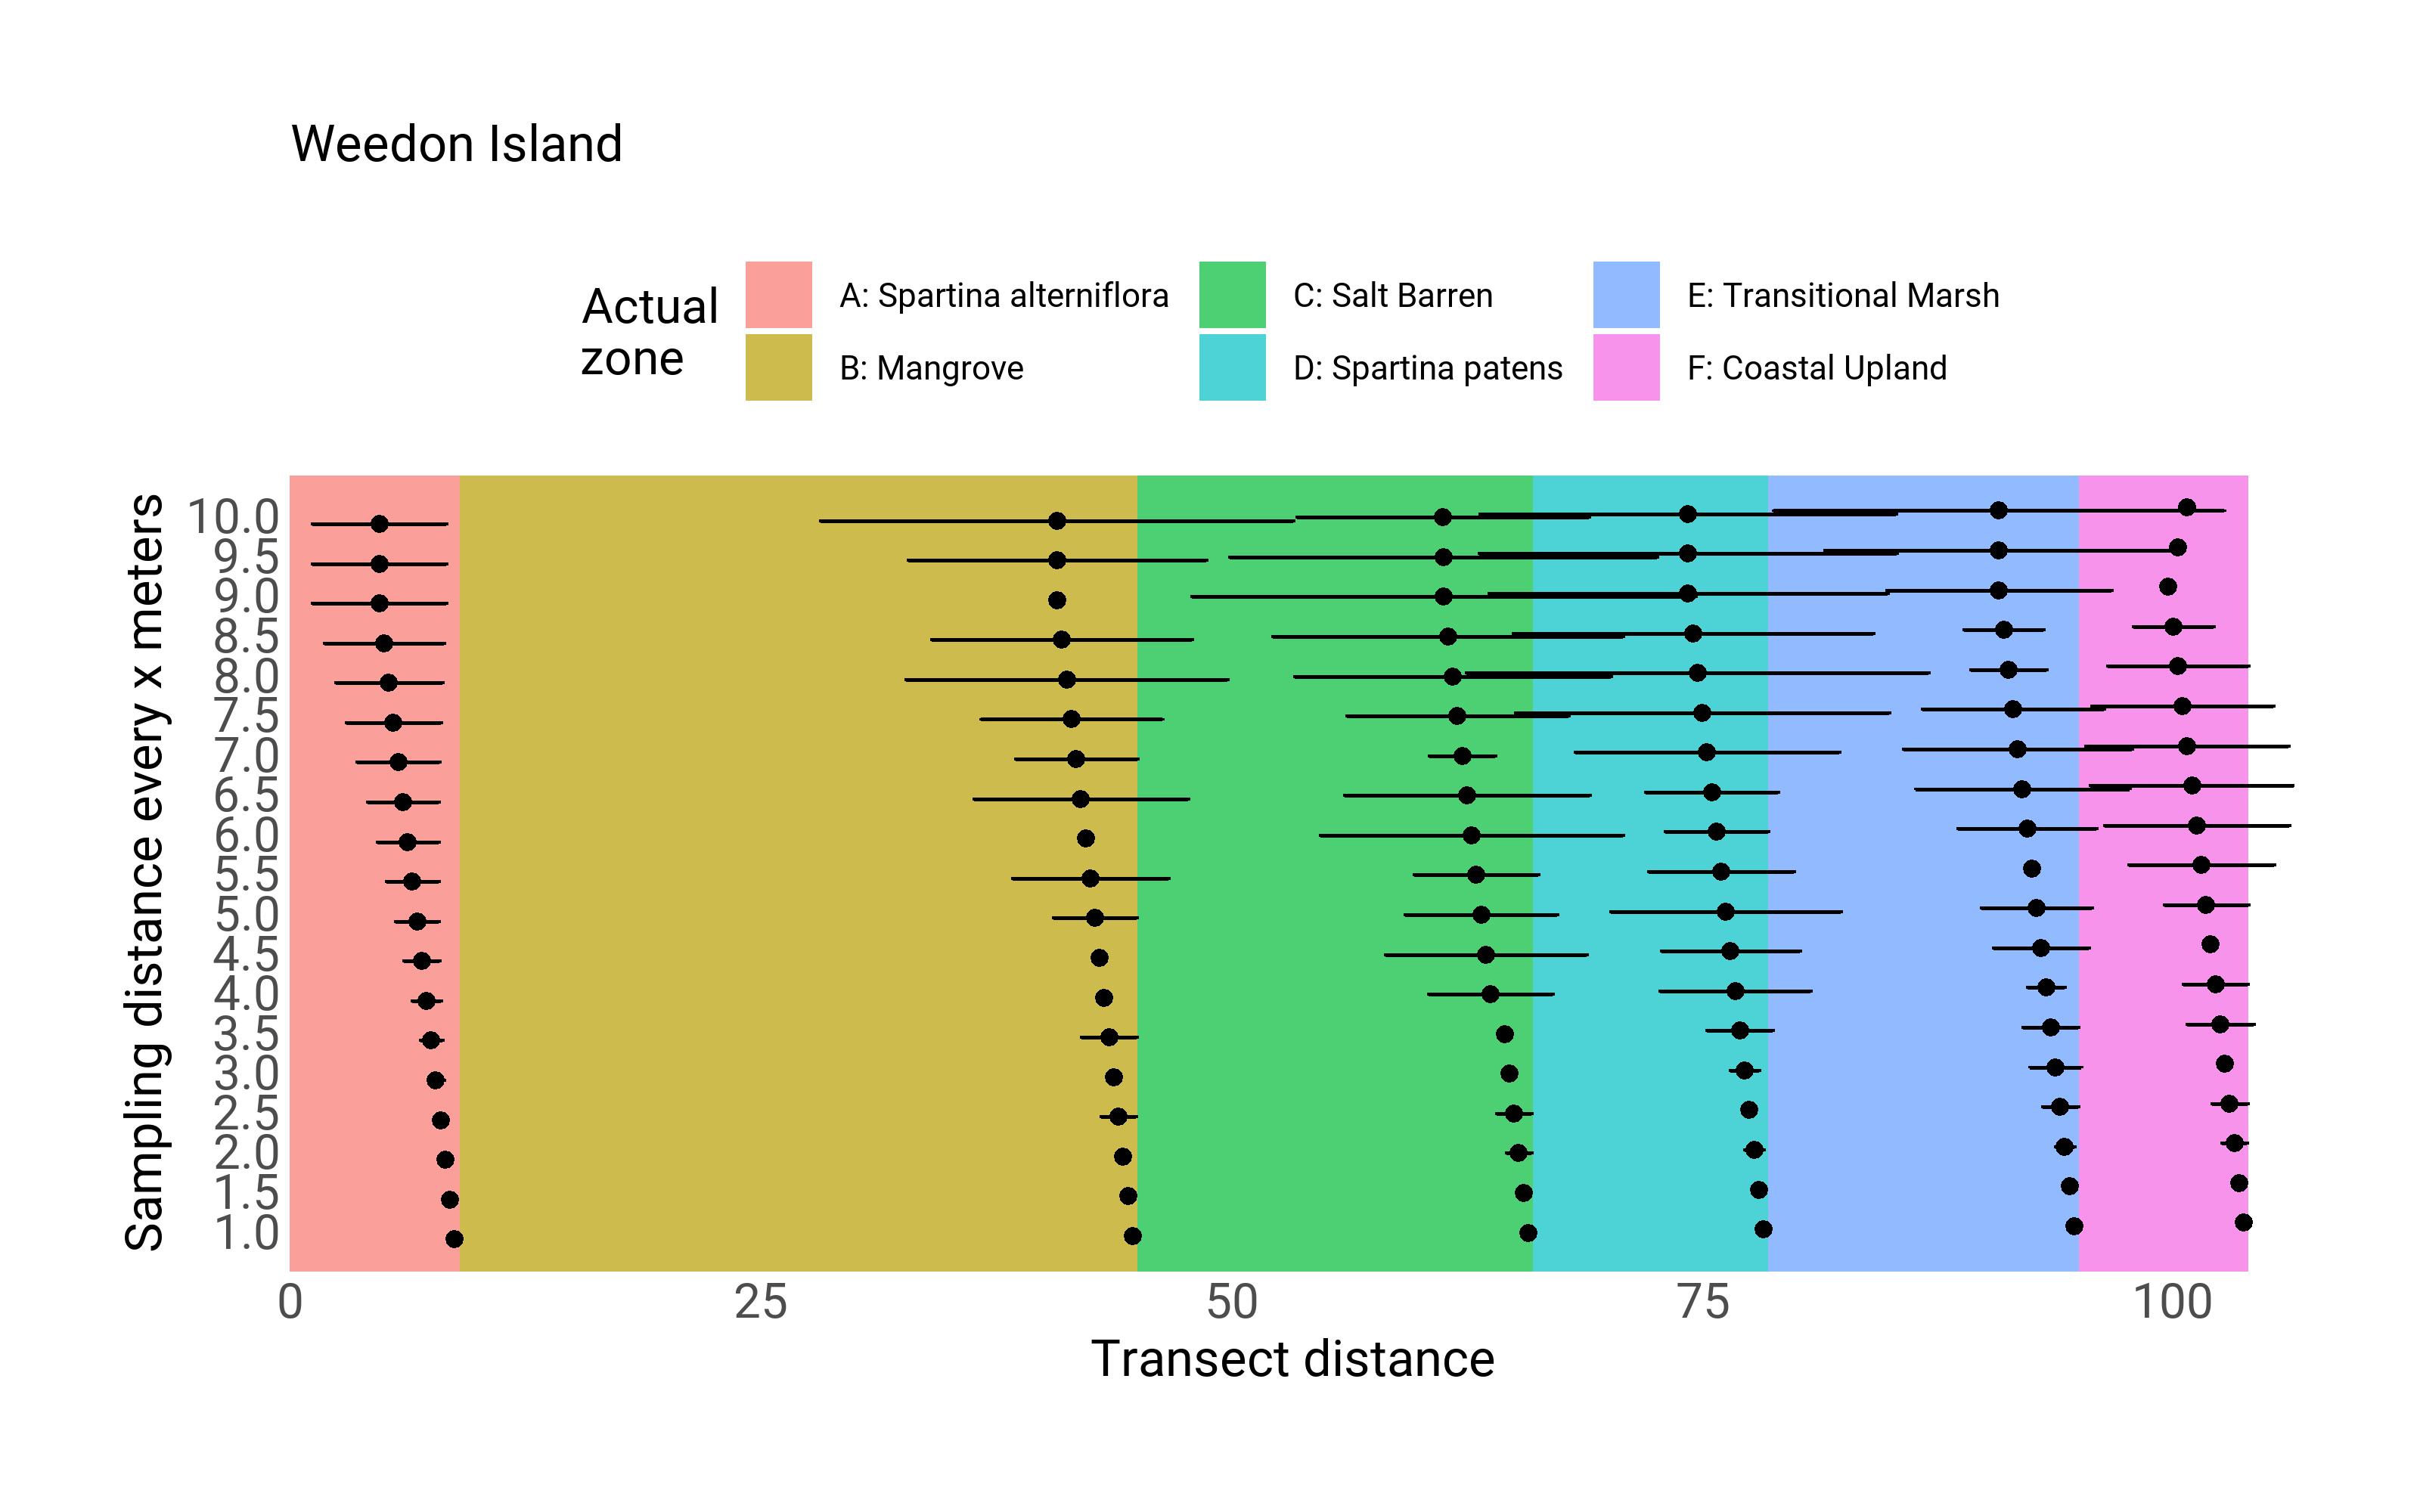 Weedon Island
Actual
zone
A: Spartina alterniflora
B: Mangrove
C: Salt Barren
D: Spartina patens
E: Transitional Marsh
F: Coastal Upland
Sampling distance every x meters
10.0
9.5
9.0
8.5
8.0
7.5
7.0
6.5
6.0
5.5
5.0
4.5
4.0
3.5
3.0
2.5
2.0
1.5
1.0
0 25 50 75 100
Transect distance